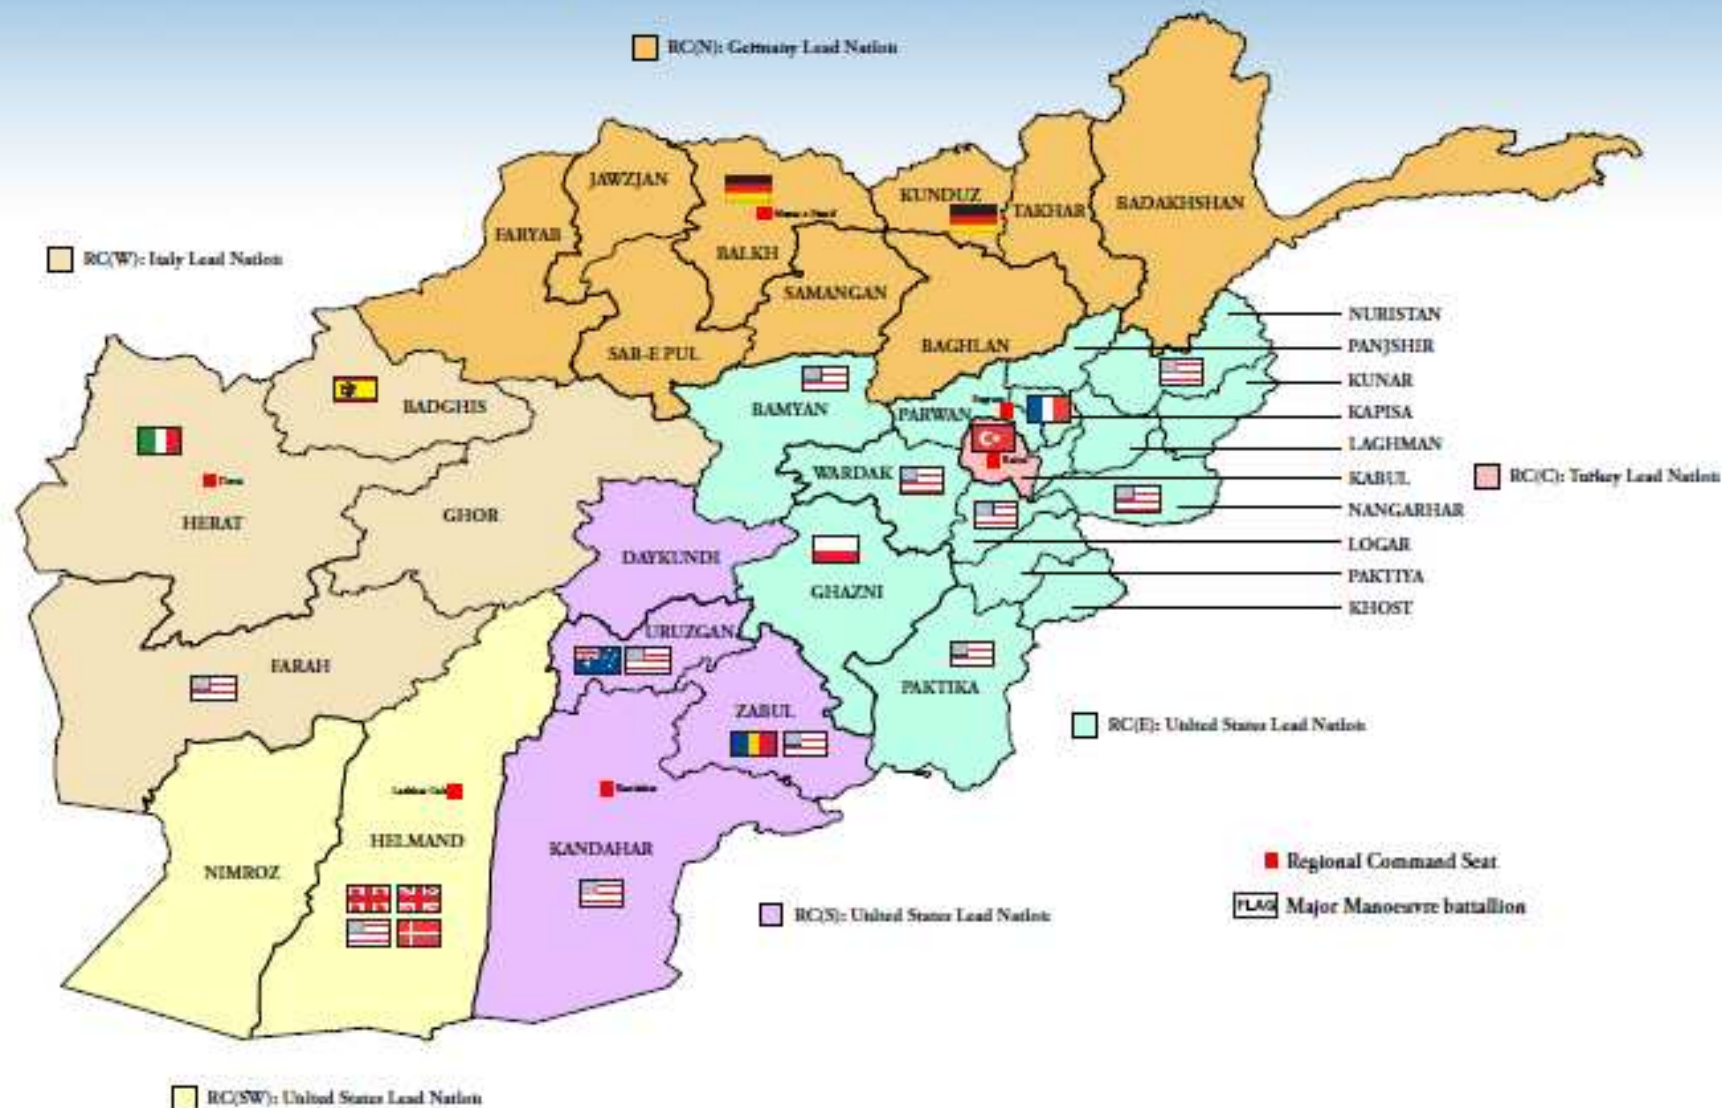 RC(N): Germany Lead Nation
JAWZJAN
KUNDUZ
TAKHAR
BADAKHSHAN
FARYAB
BALKH
RC(W): Italy Lead Nation
SAMANGAN
NURISTAN
SAR-E PUL
BAGHLAN
PANJSHIR
KUNAR
BADGHIS
BAMYAN
PARWAN
KAPISA
LAGHMAN
WARDAK
KABUL
RC(C): Turkey Lead Nation
HERAT
GHOR
NANGARHAR
LOGAR
DAYKUNDI
PAKTIYA
GHAZNI
KHOST
URUZGAN
FARAH
PAKTIKA
ZABUL
RC(E): United States Lead Nation
HELMAND
KANDAHAR
NIMROZ
Regional Command Seat
FLAG Major Manoeuvre battallion
RC(S): United States Lead Nation
RC(SW): United States Lead Nation